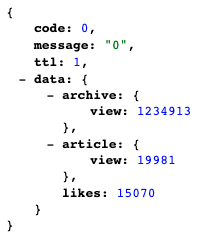 {
code: 0,
message: "0",
ttl: 1,
- data: {
- archive: {
view: 1234913
},
- article: {
view: 19981
},
likes: 15070
}
}